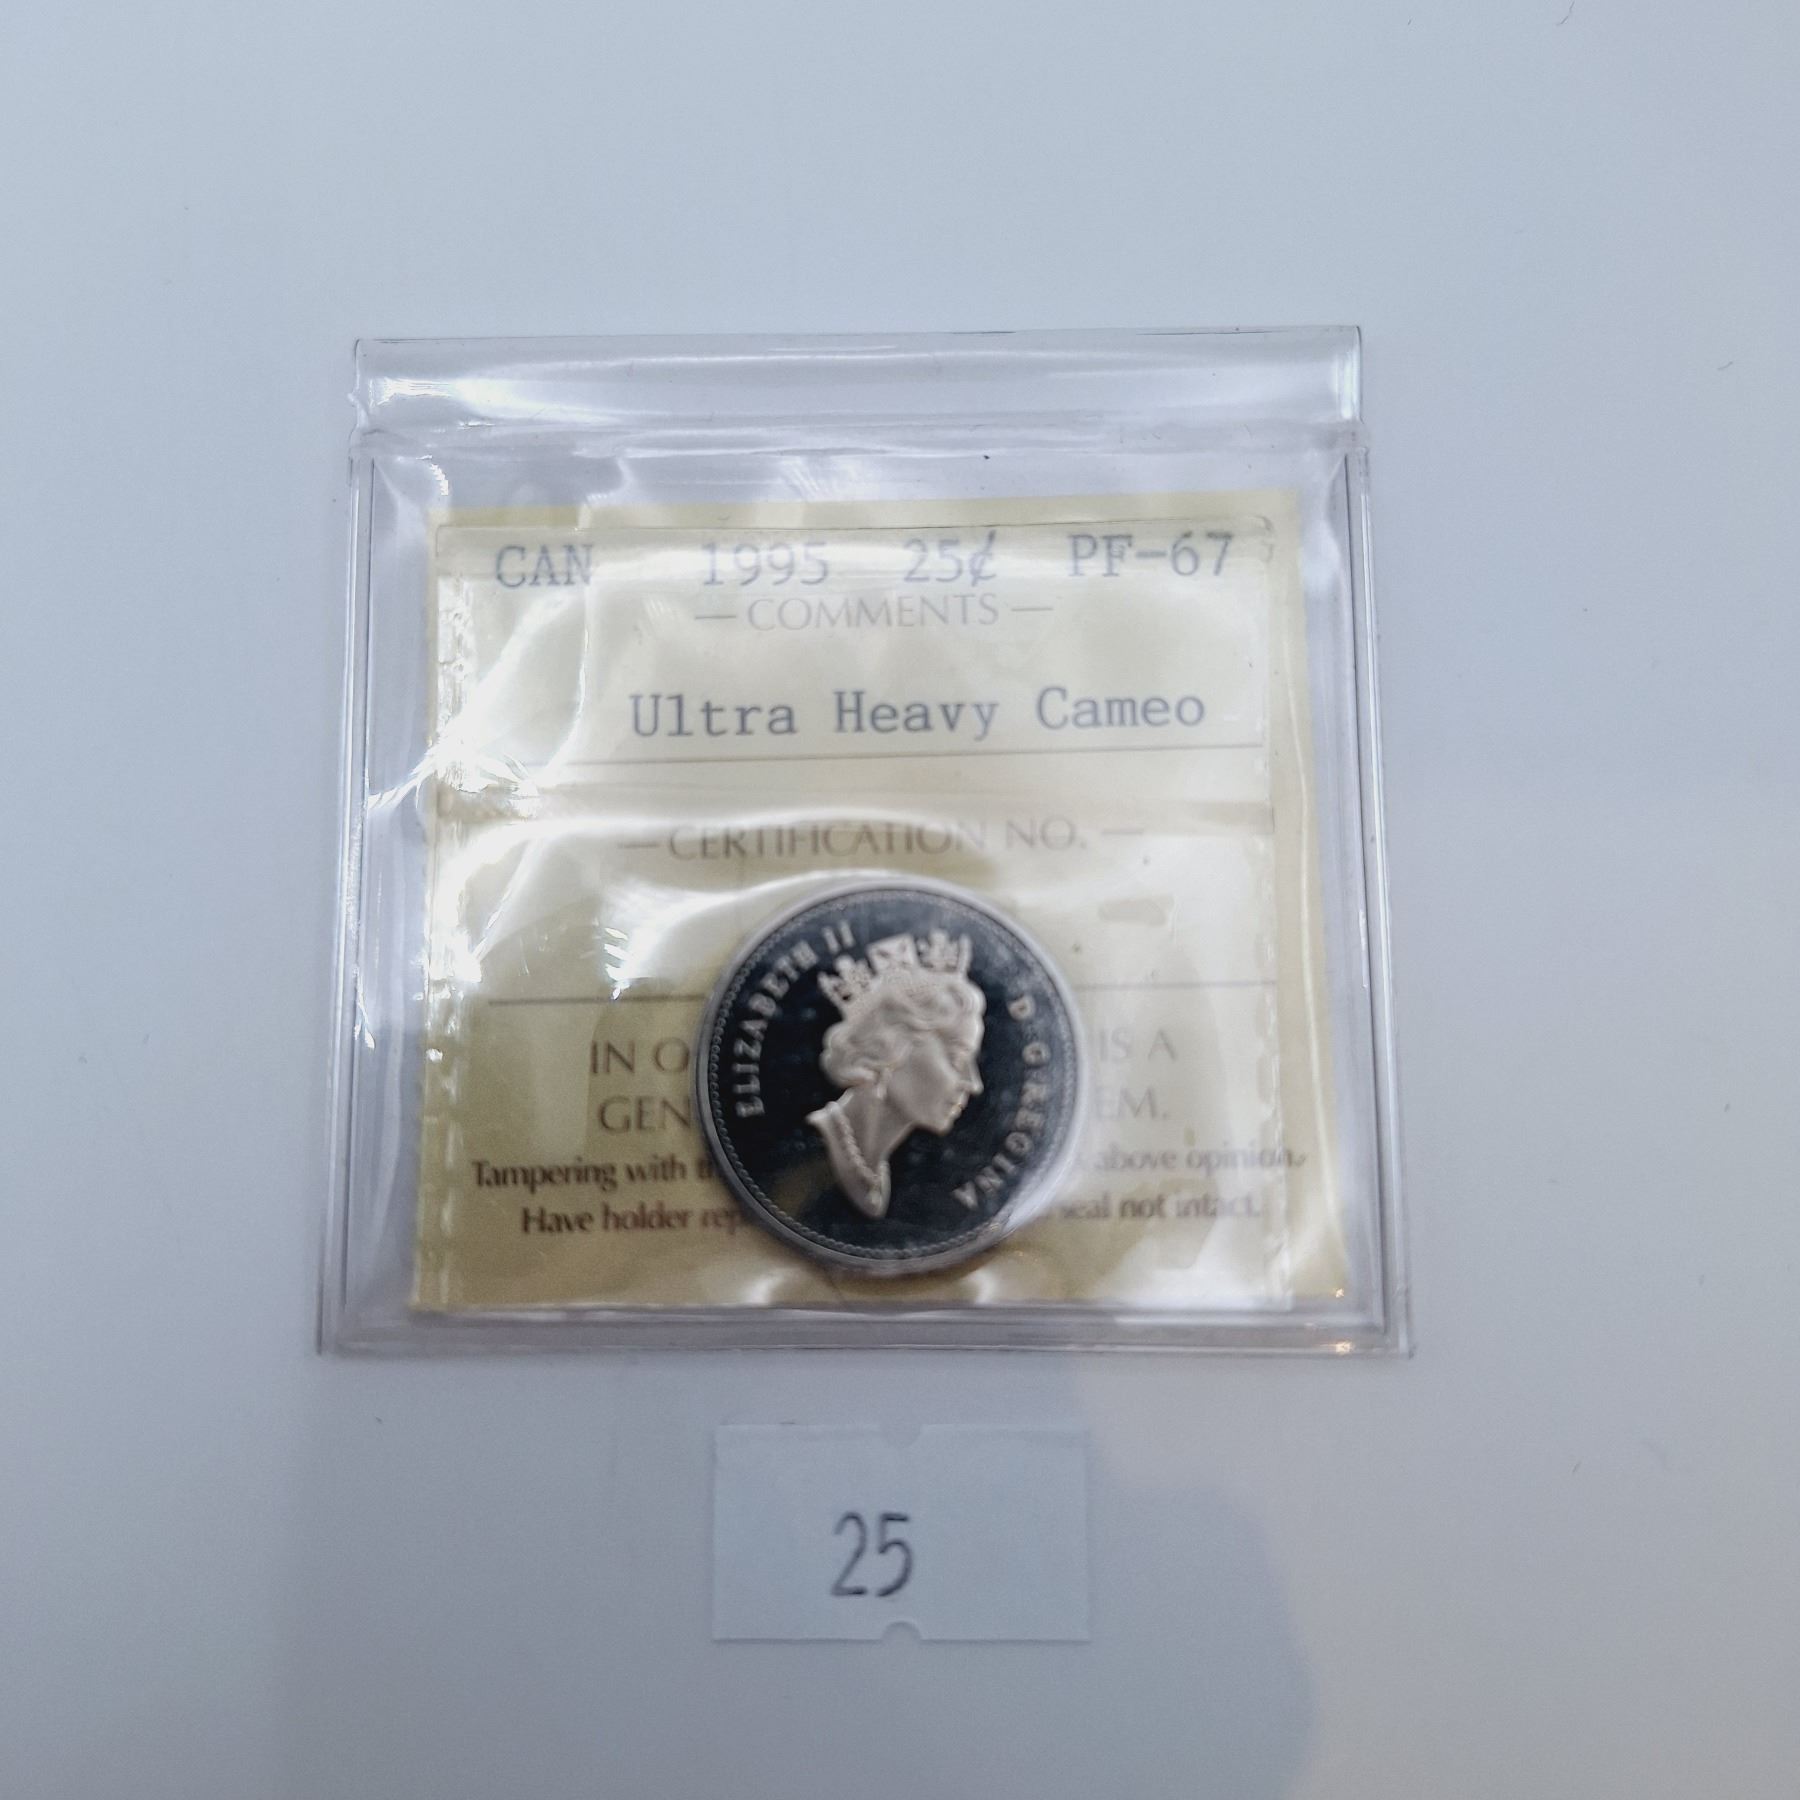 CAN 1995 25¢ PF-67
— COMMENTS —
Ultra Heavy Cameo
— CERTIFICATION NO. —
ELIZABETH II D·G·REGINA
IN O IS A
GEN EM.
Tampering with th above opinion.
Have holder rep seal not intact.
25